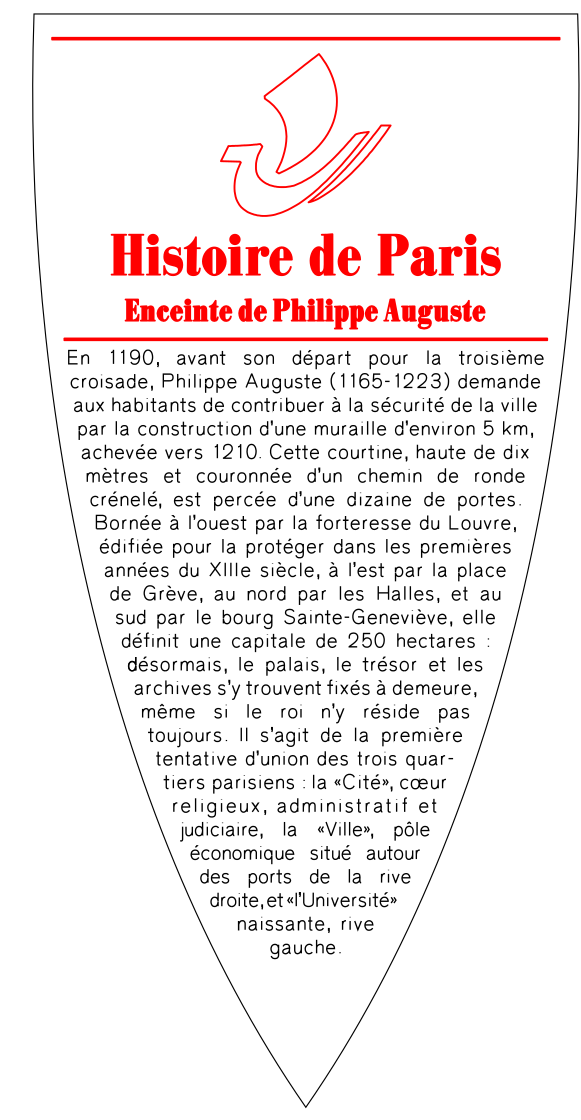 Histoire de Paris
Enceinte de Philippe Auguste
En 1190, avant son départ pour la troisième
croisade, Philippe Auguste (1165-1223) demande
aux habitants de contribuer à la sécurité de la ville
par la construction d'une muraille d'environ 5 km,
achevée vers 1210. Cette courtine, haute de dix
mètres et couronnée d'un chemin de ronde
crénelé, est percée d'une dizaine de portes.
Bornée à l'ouest par la forteresse du Louvre,
édifiée pour la protéger dans les premières
années du XIIIe siècle, à l'est par la place
de Grève, au nord par les Halles, et au
sud par le bourg Sainte-Geneviève, elle
définit une capitale de 250 hectares :
désormais, le palais, le trésor et les
archives s'y trouvent fixés à demeure,
même si le roi n'y réside pas
toujours. Il s'agit de la première
tentative d'union des trois quar-
tiers parisiens : la «Cité», cœur
religieux, administratif et
judiciaire, la «Ville», pôle
économique situé autour
des ports de la rive
droite,et «l'Université»
naissante, rive
gauche.